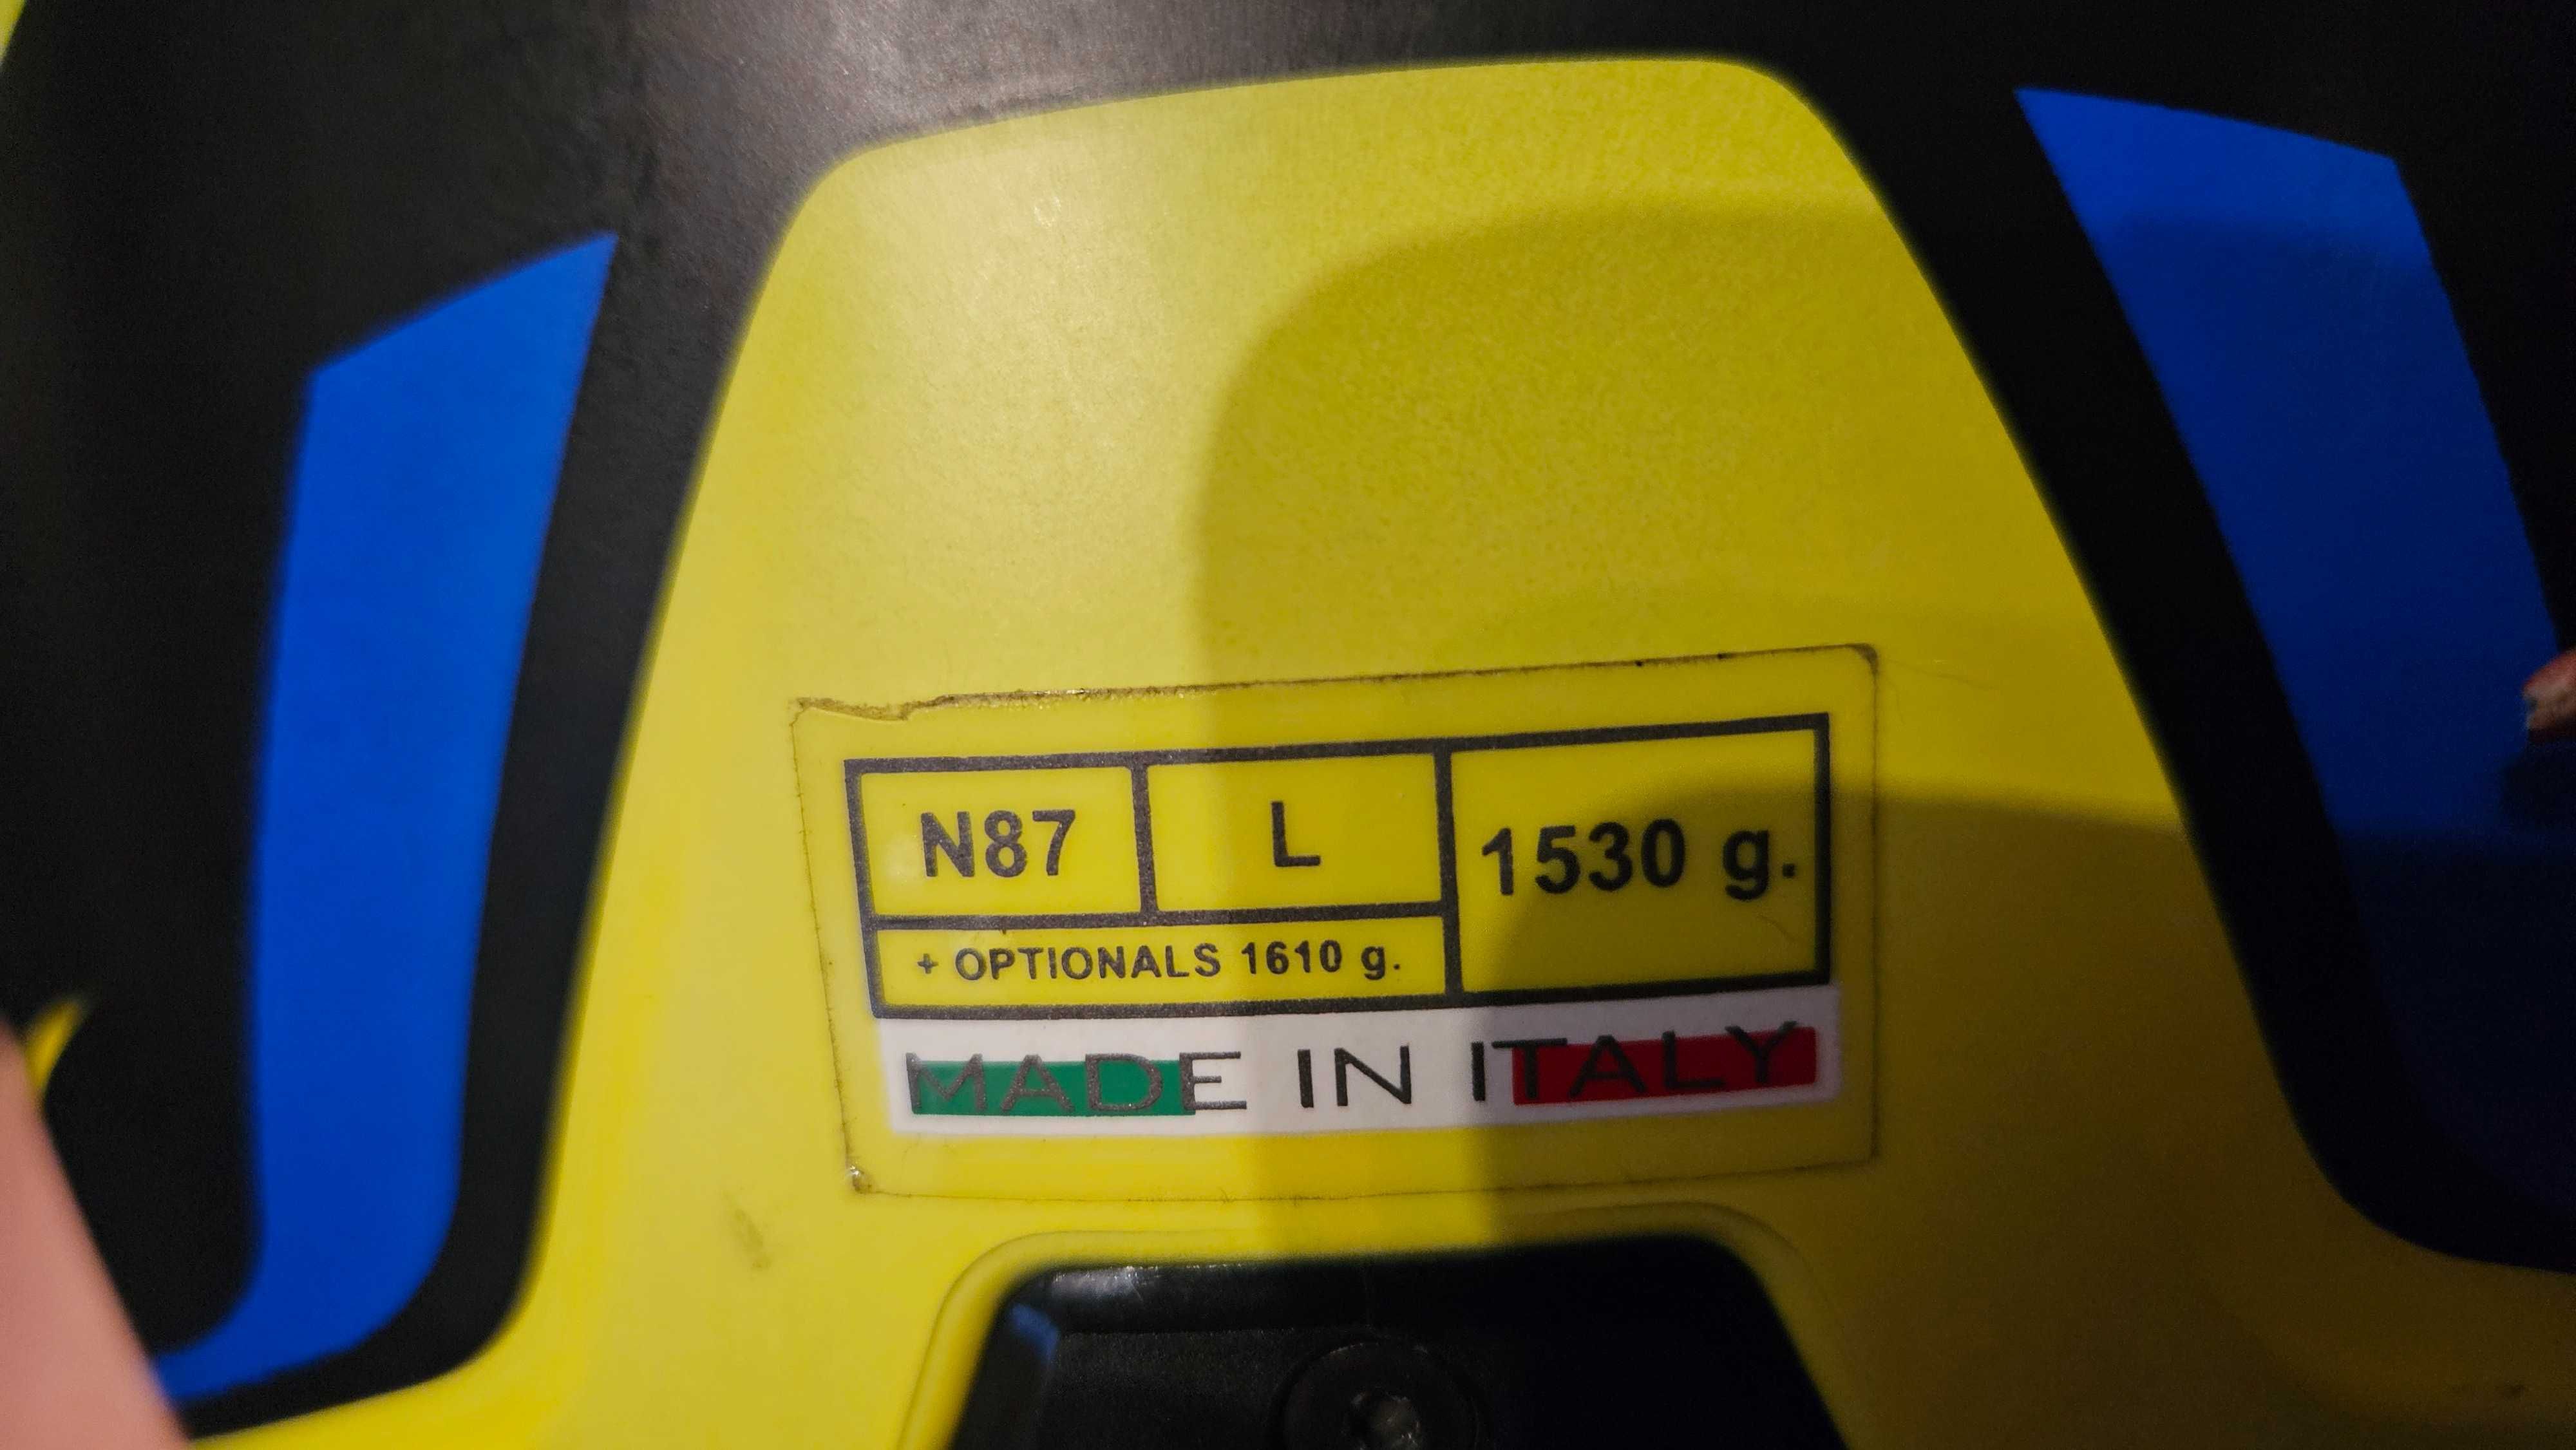 N87 L 1530 g.
+ OPTIONALS 1610 g.
MADE IN ITALY